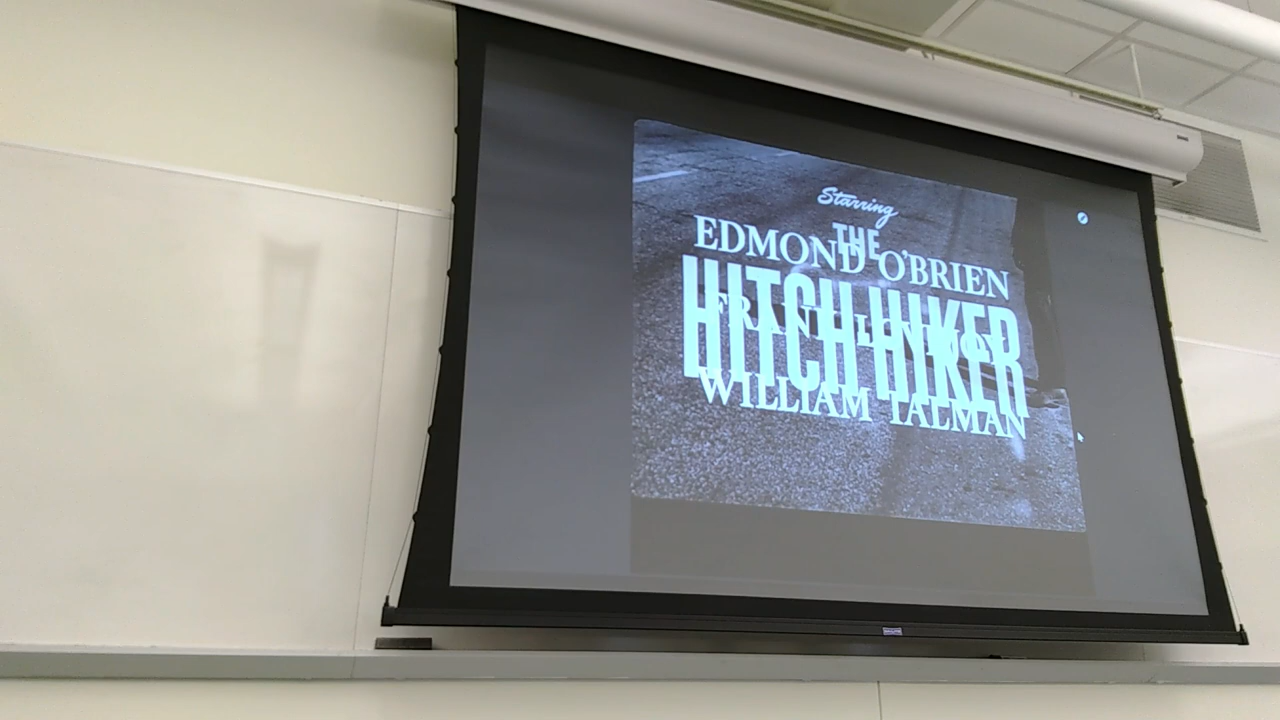 Starring
THE
EDMOND O'BRIEN
HITCH-HIKER
WILLIAM TALMAN